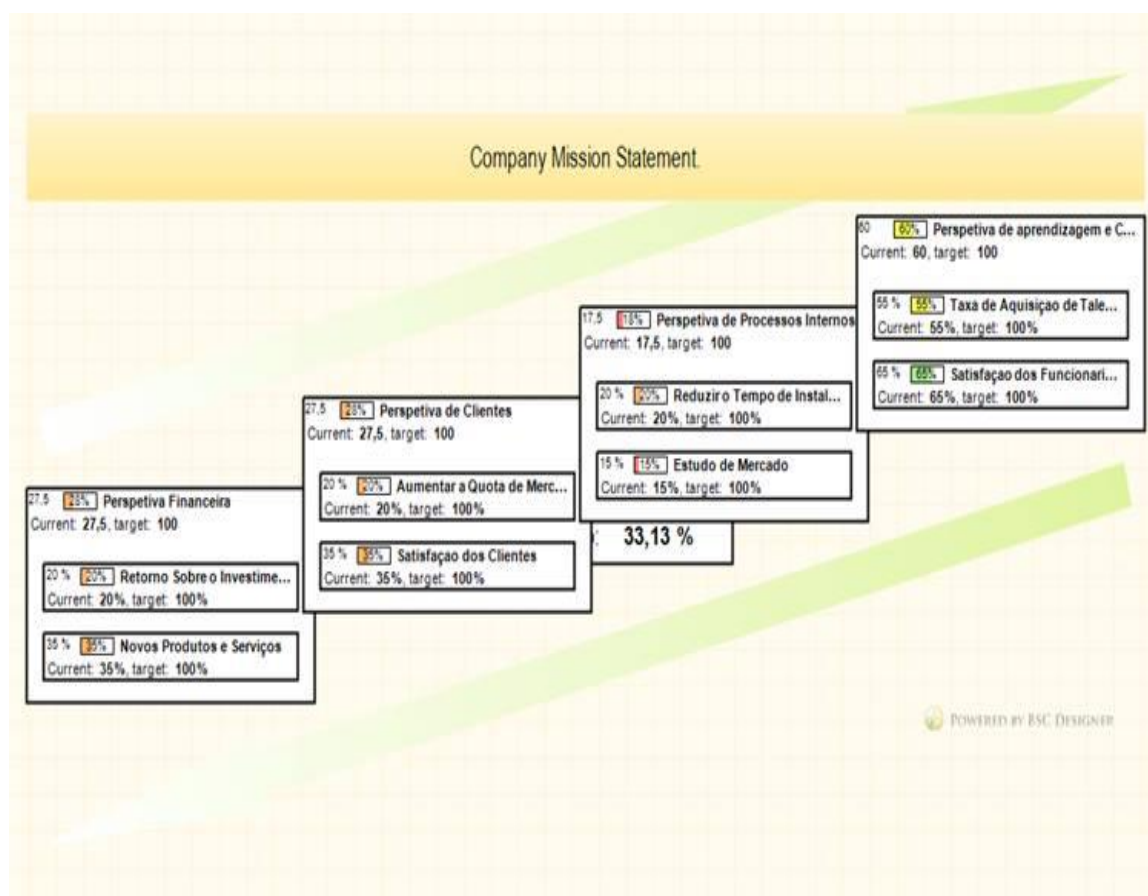 Company Mission Statement.
60 60% Perspetiva de aprendizagem e C...
Current: 60, target: 100
55 % 55% Taxa de Aquisiçao de Tale...
Current: 55%, target: 100%
65 % 65% Satisfaçao dos Funcionari...
Current: 65%, target: 100%
17,5 18% Perspetiva de Processos Internos
Current: 17,5, target: 100
20 % 20% Reduzir o Tempo de Instal...
Current: 20%, target: 100%
15 % 15% Estudo de Mercado
Current: 15%, target: 100%
33,13 %
27,5 28% Perspetiva de Clientes
Current: 27,5, target: 100
20 % 20% Aumentar a Quota de Merc...
Current: 20%, target: 100%
35 % 35% Satisfaçao dos Clientes
Current: 35%, target: 100%
27,5 28% Perspetiva Financeira
Current: 27,5, target: 100
20 % 20% Retorno Sobre o Investime...
Current: 20%, target: 100%
35 % 35% Novos Produtos e Serviços
Current: 35%, target: 100%
POWERED BY BSC DESIGNER